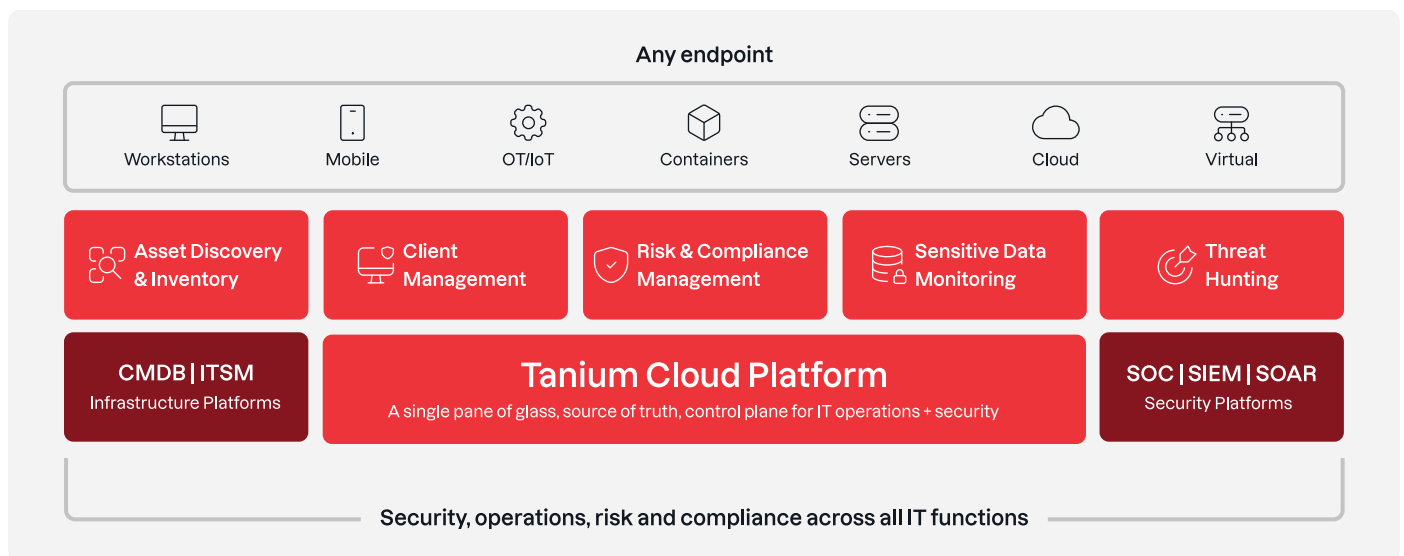 Any endpoint
Workstations
Mobile
OT/IoT
Containers
Servers
Cloud
Virtual
Asset Discovery
& Inventory
Client
Management
Risk & Compliance
Management
Sensitive Data
Monitoring
Threat
Hunting
CMDB | ITSM
Infrastructure Platforms
Tanium Cloud Platform
A single pane of glass, source of truth, control plane for IT operations + security
SOC | SIEM | SOAR
Security Platforms
Security, operations, risk and compliance across all IT functions